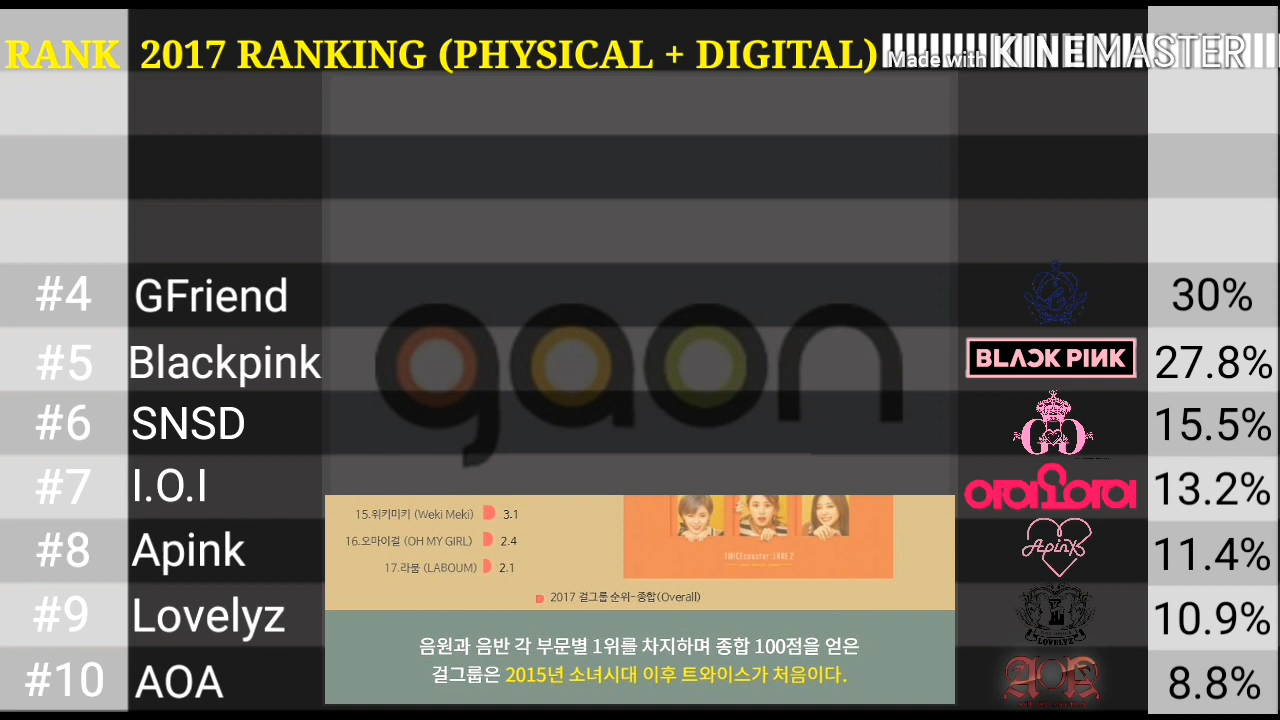 RANK 2017 RANKING (PHYSICAL + DIGITAL)
Made with KINEMASTER
#4 GFriend 30%
#5 Blackpink BLACKPINK 27.8%
#6 SNSD 15.5%
gaon
#7 I.O.I 13.2%
15.위키미키 (Weki Meki) 3.1
16.오마이걸 (OH MY GIRL) 2.4
17.라붐 (LABOUM) 2.1
TWICEcoaster: LANE 2
2017 걸그룹 순위-종합(Overall)
#8 Apink Apink 11.4%
#9 Lovelyz LOVELYZ 10.9%
음원과 음반 각 부문별 1위를 차지하며 종합 100점을 얻은
걸그룹은 2015년 소녀시대 이후 트와이스가 처음이다.
#10 AOA AOA 8.8%